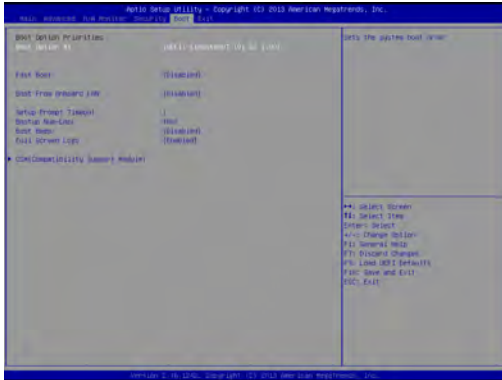 Aptio Setup Utility - Copyright (C) 2013 American Megatrends, Inc.
Main Advanced H/W Monitor Security Boot Exit
Boot Option Priorities
Boot Option #1
Sets the system boot order
Fast Boot [Disabled]
Boot From Onboard LAN [Disabled]
Setup Prompt Timeout 1
Bootup Num-Lock
Boot Beep [Disabled]
Full Screen Logo [Enabled]
CSM(Compatibility Support Module)
: Select Screen
: Select Item
Enter: Select
+/-: Change Option
F1: General Help
F7: Discard Changes
F9: Load UEFI Defaults
F10: Save and Exit
ESC: Exit
Copyright (C) 2013 American Megatrends, Inc.